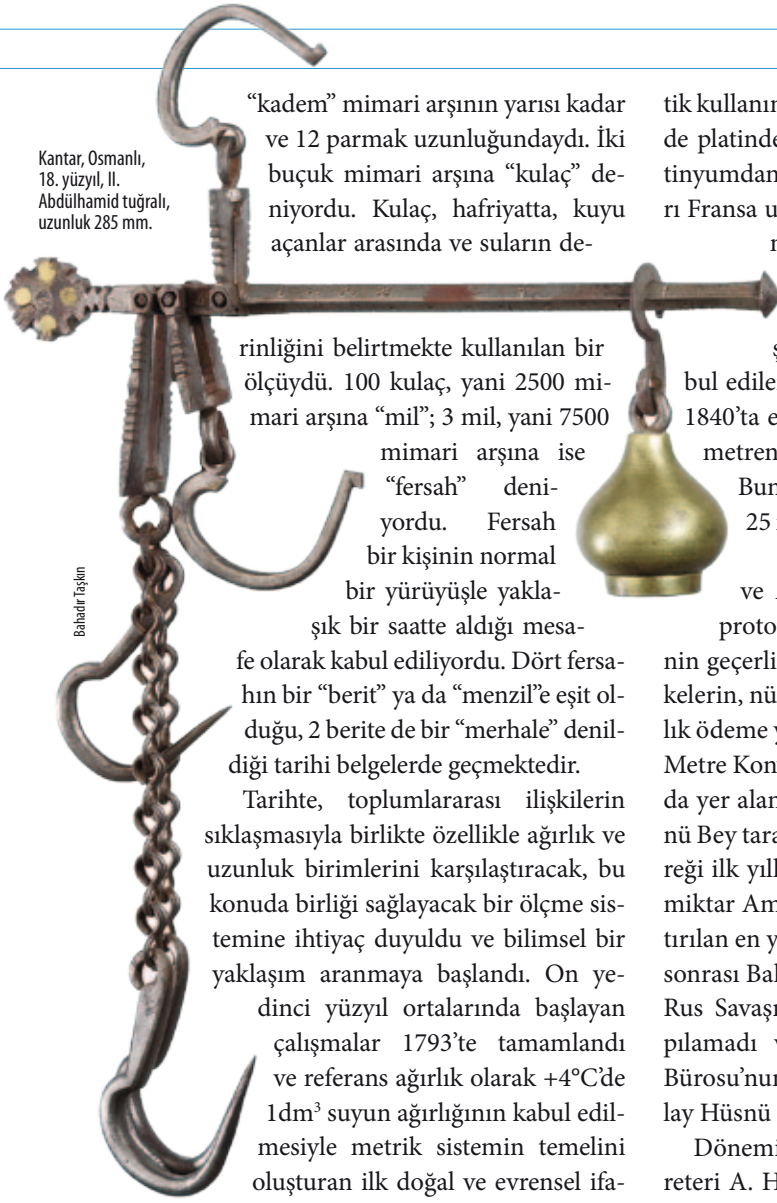 Kantar, Osmanlı,
18. yüzyıl, II.
Abdülhamid tuğralı,
uzunluk 285 mm.
Bahadır Taşkın
“kadem” mimari arşının yarısı kadar
ve 12 parmak uzunluğundaydı. İki
buçuk mimari arşına “kulaç” de-
niyordu. Kulaç, hafriyatta, kuyu
açanlar arasında ve suların de-
rinliğini belirtmekte kullanılan bir
ölçüydü. 100 kulaç, yani 2500 mi-
mari arşına “mil”; 3 mil, yani 7500
mimari arşına ise
“fersah” deni-
yordu. Fersah
bir kişinin normal
bir yürüyüşle yakla-
şık bir saatte aldığı mesa-
fe olarak kabul ediliyordu. Dört fersa-
hın bir “berit” ya da “menzil”e eşit ol-
duğu, 2 berite de bir “merhale” denil-
diği tarihi belgelerde geçmektedir.
Tarihte, toplumlararası ilişkilerin
sıklaşmasıyla birlikte özellikle ağırlık ve
uzunluk birimlerini karşılaştıracak, bu
konuda birliği sağlayacak bir ölçme sis-
temine ihtiyaç duyuldu ve bilimsel bir
yaklaşım aranmaya başlandı. On ye-
dinci yüzyıl ortalarında başlayan
çalışmalar 1793’te tamamlandı
ve referans ağırlık olarak +4°C’de
1dm³ suyun ağırlığının kabul edil-
mesiyle metrik sistemin temelini
oluşturan ilk doğal ve evrensel ifa-
tik kullanır
de platinde
tinyumdan
rı Fransa u
bul edile
1840’ta e
metren
Bun
25
ve
proto
nin geçerli
kelerin, nü
lık ödeme y
Metre Kon
da yer alan
nü Bey tara
reği ilk yıll
miktar Am
tırılan en y
sonrası Bal
Rus Savaşı
pılamadı v
Bürosu’nur
lay Hüsnü
Dönemi
reteri A. H